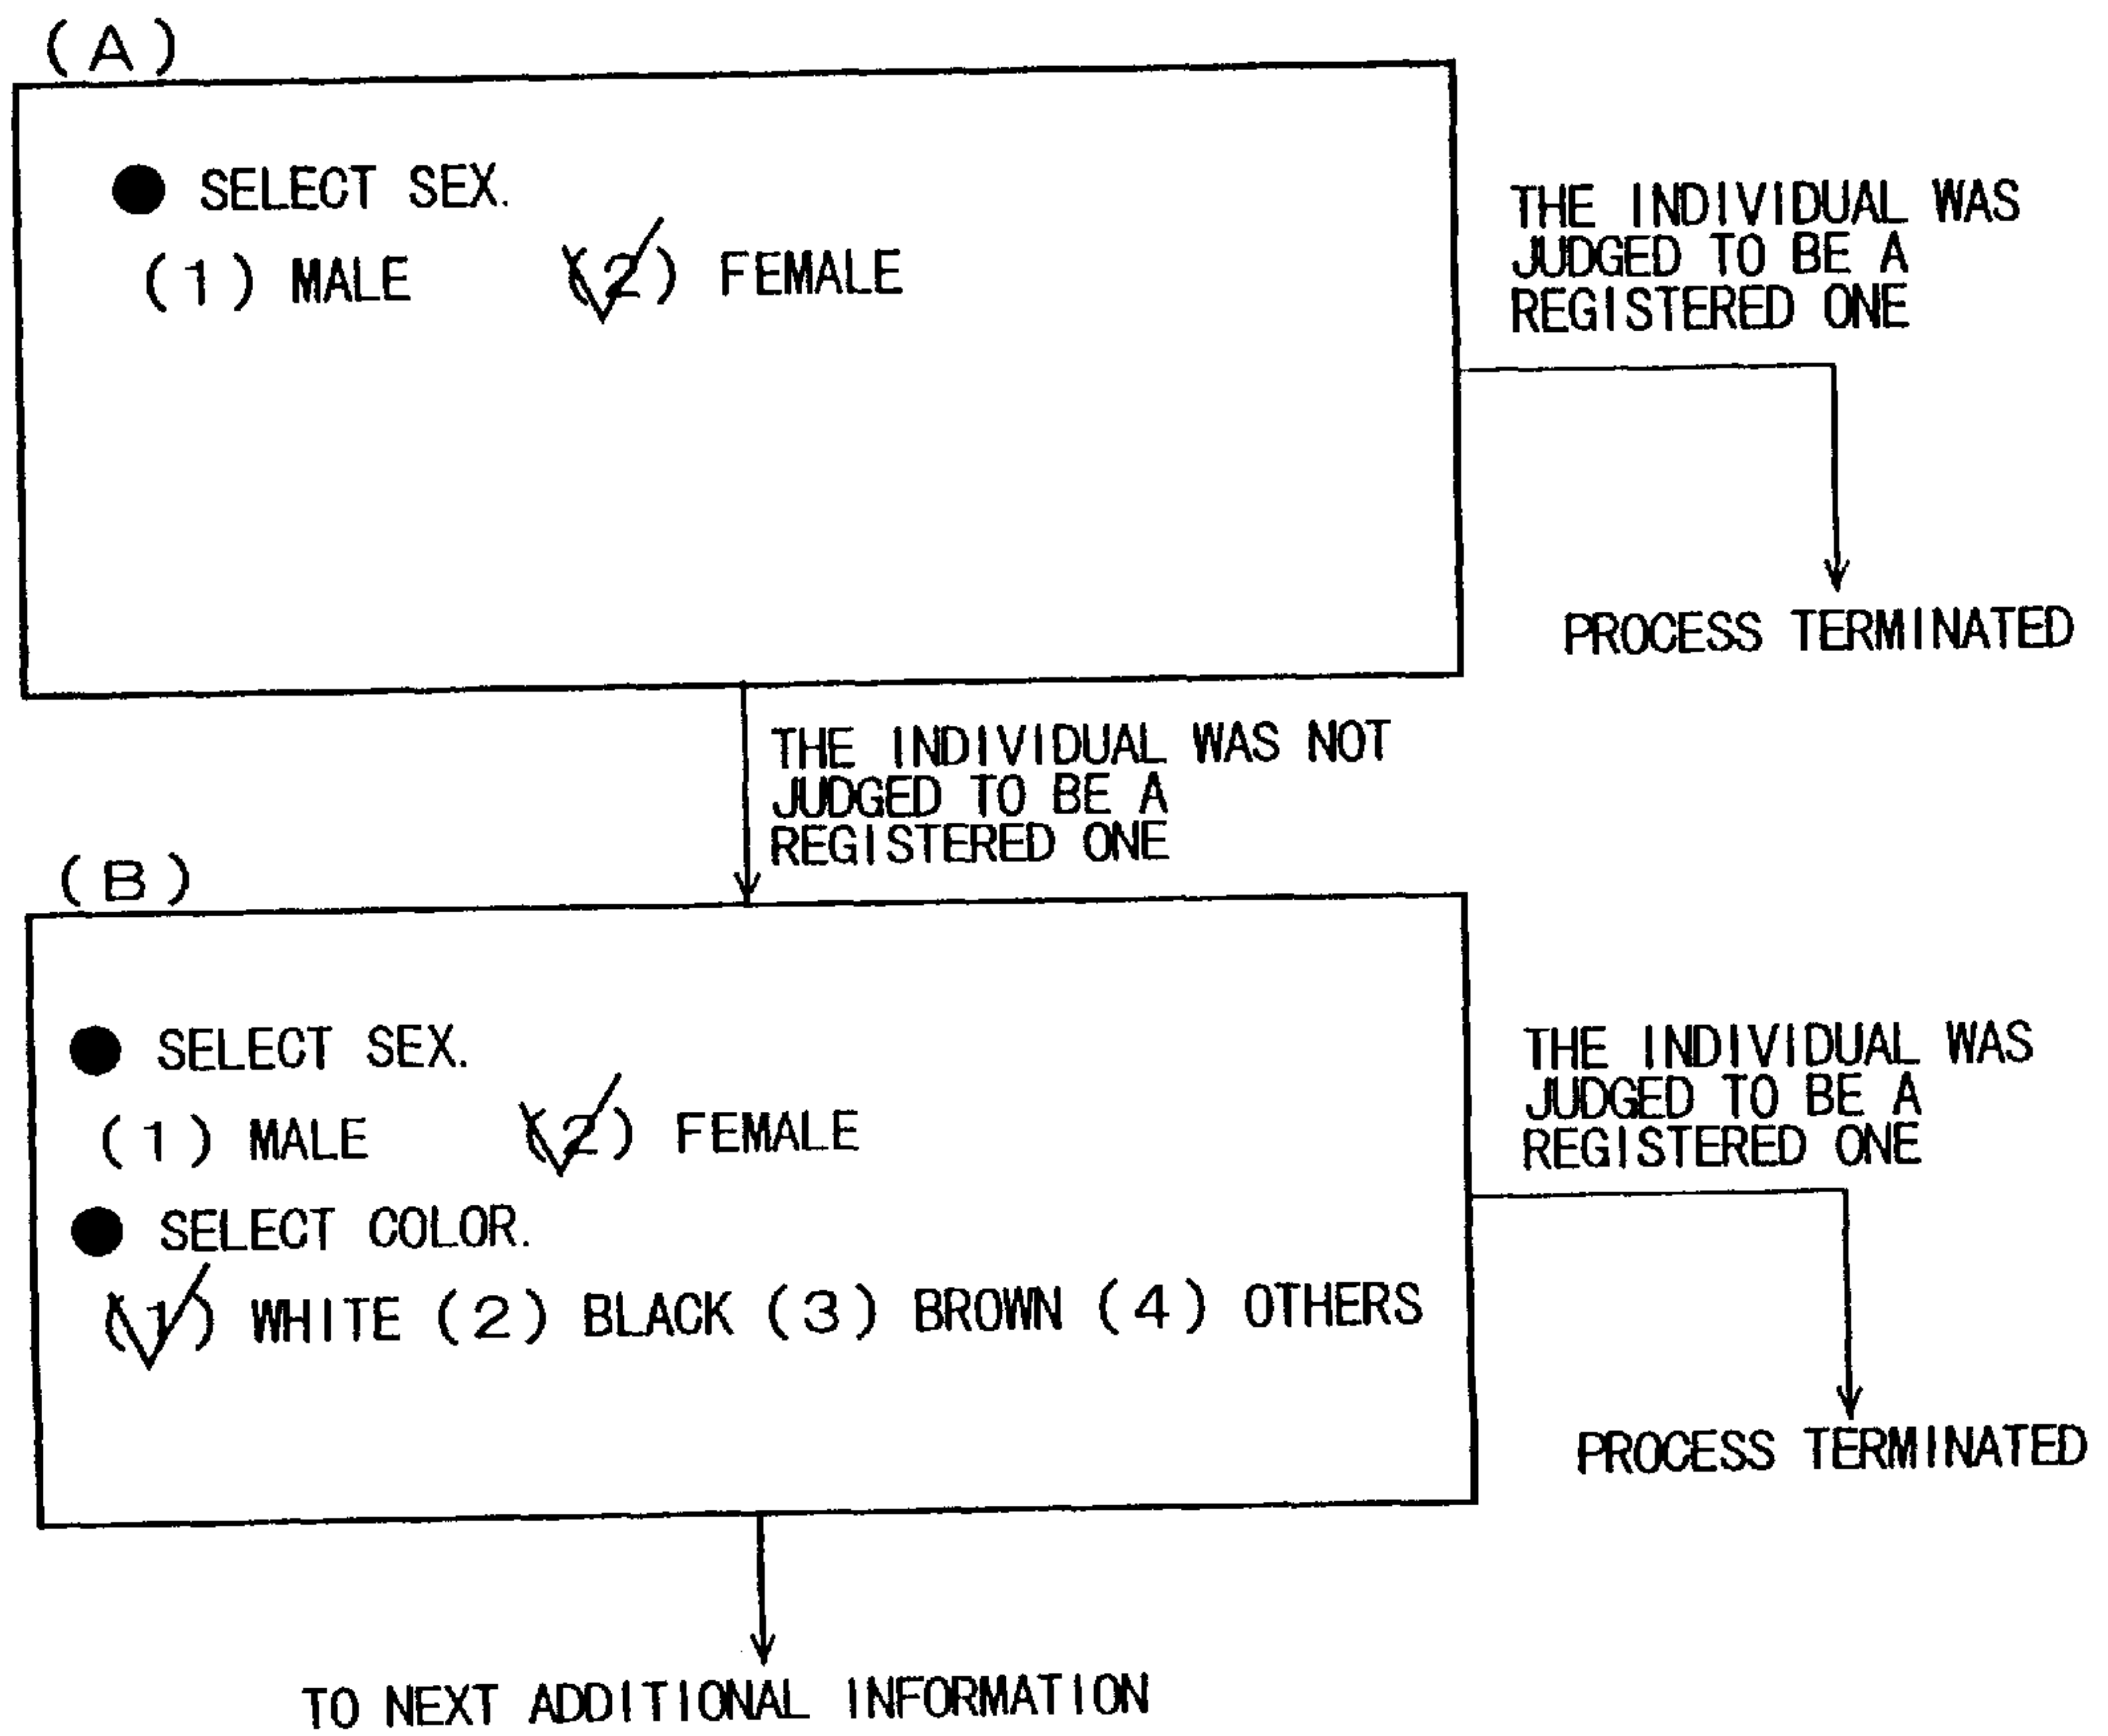 (A)
● SELECT SEX.
(1) MALE (2) FEMALE
THE INDIVIDUAL WAS
JUDGED TO BE A
REGISTERED ONE
PROCESS TERMINATED
THE INDIVIDUAL WAS NOT
JUDGED TO BE A
REGISTERED ONE
(B)
● SELECT SEX.
(1) MALE (2) FEMALE
● SELECT COLOR.
(1) WHITE (2) BLACK (3) BROWN (4) OTHERS
THE INDIVIDUAL WAS
JUDGED TO BE A
REGISTERED ONE
PROCESS TERMINATED
TO NEXT ADDITIONAL INFORMATION